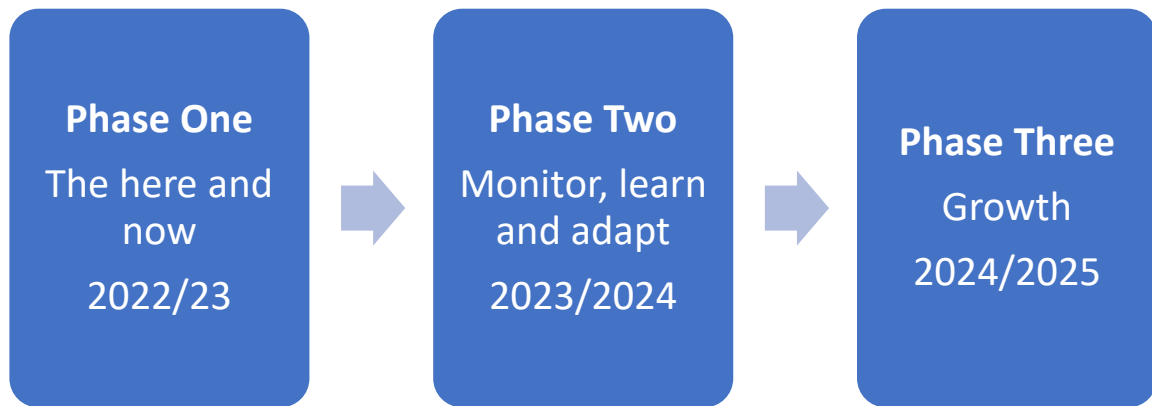 Phase One
The here and
now
2022/23
Phase Two
Monitor, learn
and adapt
2023/2024
Phase Three
Growth
2024/2025